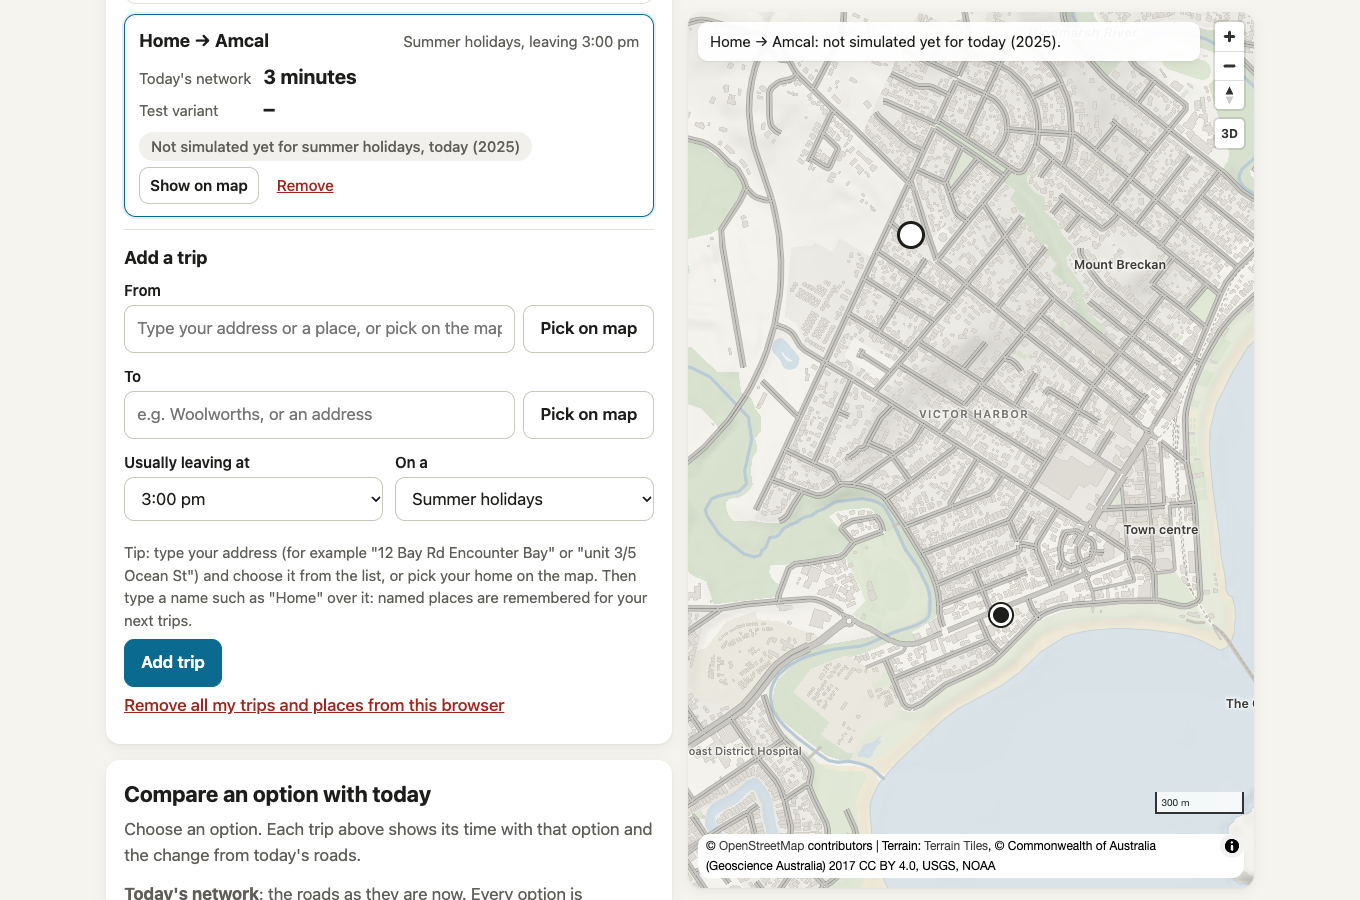 Home → Amcal
Summer holidays, leaving 3:00 pm
Today's network 3 minutes
Test variant –
Not simulated yet for summer holidays, today (2025)
Show on map
Remove
Add a trip
From
Type your address or a place, or pick on the map
Pick on map
To
e.g. Woolworths, or an address
Pick on map
Usually leaving at
On a
3:00 pm
Summer holidays
Tip: type your address (for example "12 Bay Rd Encounter Bay" or "unit 3/5
Ocean St") and choose it from the list, or pick your home on the map. Then
type a name such as "Home" over it: named places are remembered for your
next trips.
Add trip
Remove all my trips and places from this browser
Compare an option with today
Choose an option. Each trip above shows its time with that option and
the change from today's roads.
Today's network: the roads as they are now. Every option is
Home → Amcal: not simulated yet for today (2025).
3D
Mount Breckan
VICTOR HARBOR
Town centre
The
oast District Hospital
300 m
© OpenStreetMap contributors | Terrain: Terrain Tiles, © Commonwealth of Australia
(Geoscience Australia) 2017 CC BY 4.0, USGS, NOAA